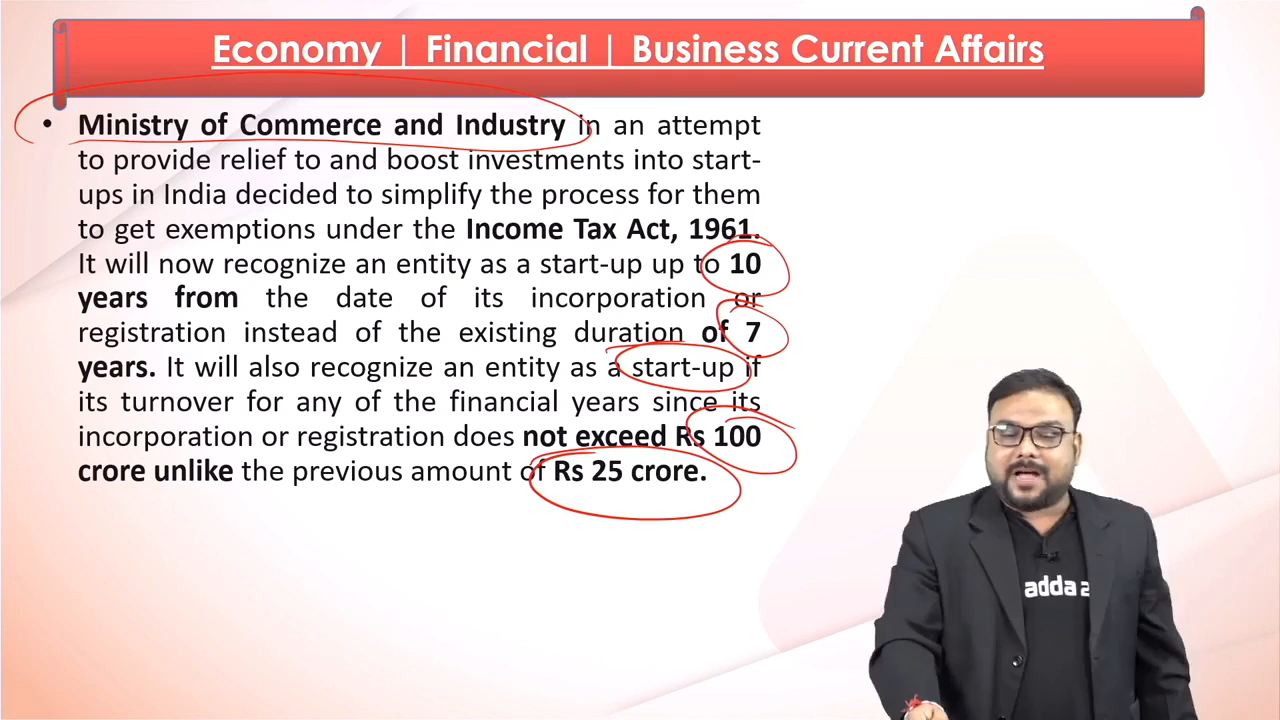 Economy | Financial | Business Current Affairs
• Ministry of Commerce and Industry in an attempt
to provide relief to and boost investments into start-
ups in India decided to simplify the process for them
to get exemptions under the Income Tax Act, 1961.
It will now recognize an entity as a start-up up to 10
years from the date of its incorporation or
registration instead of the existing duration of 7
years. It will also recognize an entity as a start-up if
its turnover for any of the financial years since its
incorporation or registration does not exceed Rs 100
crore unlike the previous amount of Rs 25 crore.
adda 2